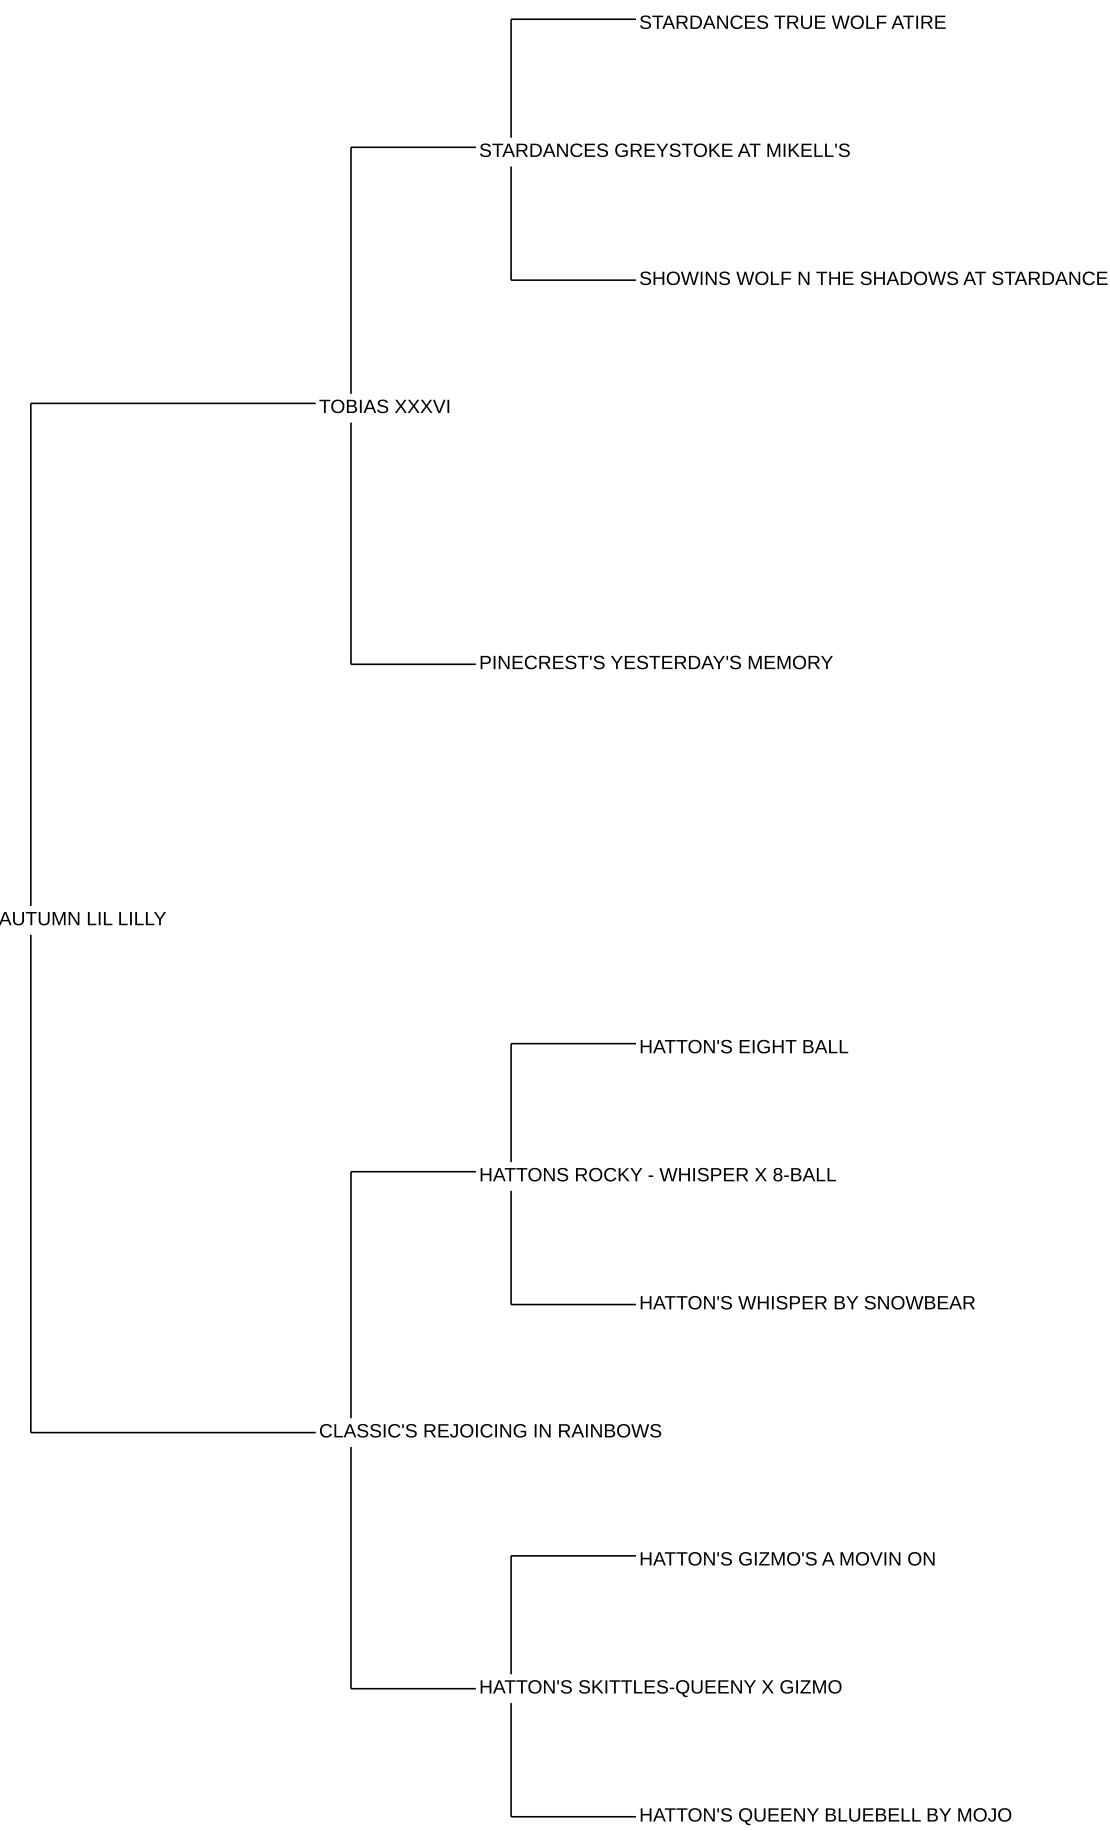 STARDANCES TRUE WOLF ATIRE
STARDANCES GREYSTOKE AT MIKELL'S
SHOWINS WOLF N THE SHADOWS AT STARDANCE
TOBIAS XXXVI
PINECREST'S YESTERDAY'S MEMORY
AUTUMN LIL LILLY
HATTON'S EIGHT BALL
HATTONS ROCKY - WHISPER X 8-BALL
HATTON'S WHISPER BY SNOWBEAR
CLASSIC'S REJOICING IN RAINBOWS
HATTON'S GIZMO'S A MOVIN ON
HATTON'S SKITTLES-QUEENY X GIZMO
HATTON'S QUEENY BLUEBELL BY MOJO